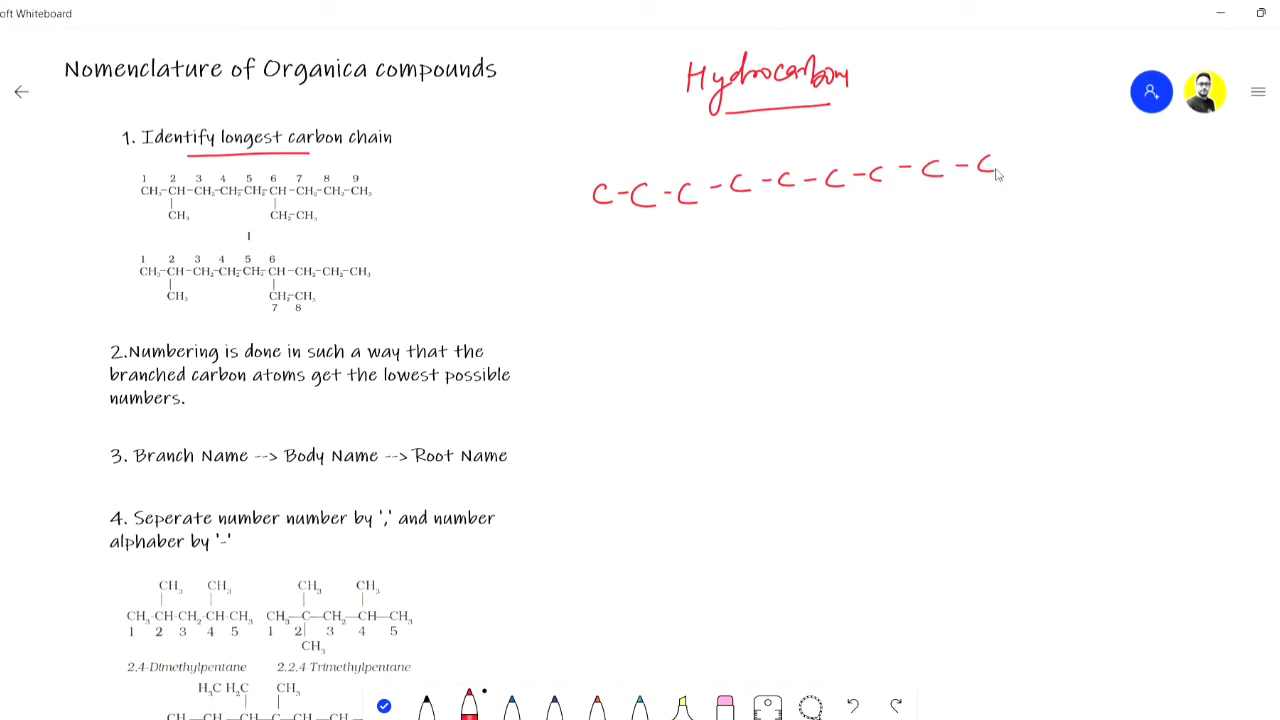 oft Whiteboard
Nomenclature of Organica compounds
Hydrocarbon
1. Identify longest carbon chain
1 2 3 4 5 6 7 8 9
CH₃-CH-CH₂-CH₂-CH₂-CH-CH₂-CH₂-CH₃
CH₃ CH₂-CH₃
C-C-C-C-C-C-C-C-C
1 2 3 4 5 6
CH₃-CH-CH₂-CH₂-CH₂-CH-CH₂-CH₂-CH₃
CH₃ CH₂-CH₃
7 8
2.Numbering is done in such a way that the
branched carbon atoms get the lowest possible
numbers.
3. Branch Name --> Body Name --> Root Name
4. Seperate number number by ',' and number
alphaber by '-'
CH₃ CH₃ CH₃ CH₃
CH₃-CH-CH₂-CH-CH₃ CH₃—C—CH₂—CH—CH₃
1 2 3 4 5 1 2 3 4 5
CH₃
2,4-Dimethylpentane 2,2,4-Trimethylpentane
H₃C H₂C CH₃